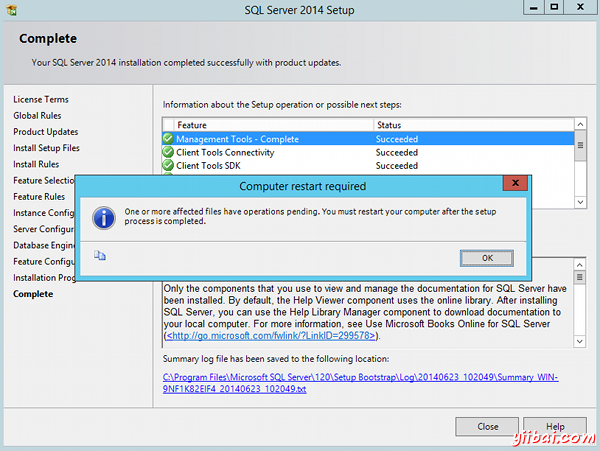 SQL Server 2014 Setup
Complete
Your SQL Server 2014 installation completed successfully with product updates.
License Terms
Global Rules
Product Updates
Install Setup Files
Install Rules
Feature Selectio
Feature Rules
Instance Config
Server Configur
Database Engin
Feature Configu
Installation Prog
Complete
Information about the Setup operation or possible next steps:
Feature Status
Management Tools - Complete Succeeded
Client Tools Connectivity Succeeded
Client Tools SDK Succeeded
Computer restart required
One or more affected files have operations pending. You must restart your computer after the setup
process is completed.
OK
Only the components that you use to view and manage the documentation for SQL Server have
been installed. By default, the Help Viewer component uses the online library. After installing
SQL Server, you can use the Help Library Manager component to download documentation to
your local computer. For more information, see Use Microsoft Books Online for SQL Server
(<http://go.microsoft.com/fwlink/?LinkID=299578>).
Summary log file has been saved to the following location:
C:\Program Files\Microsoft SQL Server\120\Setup Bootstrap\Log\20140623_102049\Summary_WIN-
9NF1K82EIF4_20140623_102049.txt
Close
Help
yiibai.com